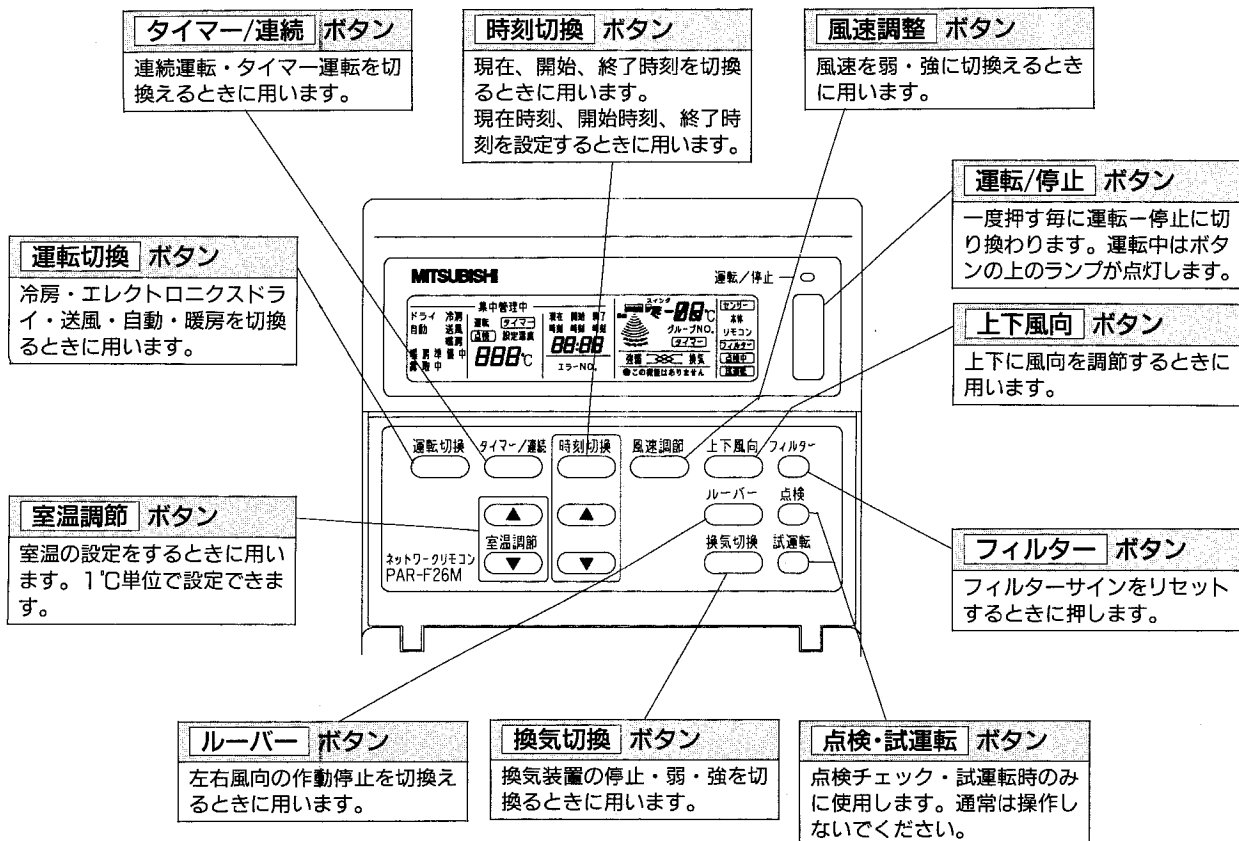 タイマー/連続 ボタン
連続運転・タイマー運転を切
換えるときに用います。
時刻切換 ボタン
現在、開始、終了時刻を切換
るときに用います。
現在時刻、開始時刻、終了時
刻を設定するときに用います。
風速調整 ボタン
風速を弱・強に切換えるとき
に用います。
運転/停止 ボタン
一度押す毎に運転ー停止に切
り換わります。運転中はボタ
ンの上のランプが点灯します。
運転切換 ボタン
冷房・エレクトロニクスドラ
イ・送風・自動・暖房を切換
るときに用います。
上下風向 ボタン
上下に風向を調節するときに
用います。
MITSUBISHI
運転/停止
集中管理中
ドライ 冷房
自動 送風
暖房
暖房準備中
霜取中
運転 タイマー
点検 設定温度
888℃
現在 開始 終了
時刻 時刻 時刻
88:88
エラーNO.
スイング
-88℃
グループNO.
タイマー
強弱 換気
●この機能はありません
センサー
本体
リモコン
フィルター
点検中
試運転
運転切換 タイマー/連続 時刻切換 風速調節 上下風向 フィルター
ルーバー 点検
▲ ▲
室温調節
▼ ▼
換気切換 試運転
ネットワークリモコン
PAR-F26M
室温調節 ボタン
室温の設定をするときに用い
ます。1℃単位で設定できま
す。
フィルター ボタン
フィルターサインをリセット
するときに押します。
ルーバー ボタン
左右風向の作動停止を切換え
るときに用います。
換気切換 ボタン
換気装置の停止・弱・強を切
換るときに用います。
点検・試運転 ボタン
点検チェック・試運転時のみ
に使用します。通常は操作し
ないでください。